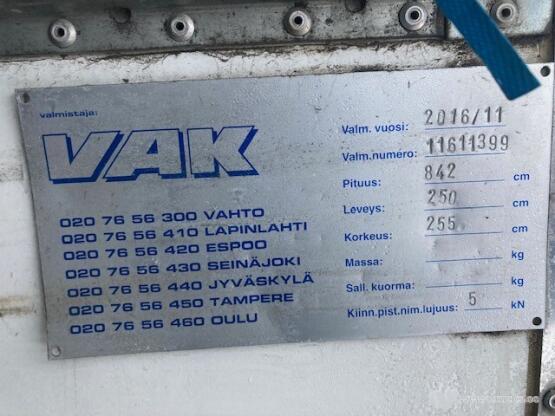 valmistaja:
VAK
020 76 56 300 VAHTO
020 76 56 410 LAPINLAHTI
020 76 56 420 ESPOO
020 76 56 430 SEINÄJOKI
020 76 56 440 JYVÄSKYLÄ
020 76 56 450 TAMPERE
020 76 56 460 OULU
Valm. vuosi: 2016/11
Valm.numero: 11611399
Pituus: 842 cm
Leveys: 250 cm
Korkeus: 255 cm
Massa: kg
Sall. kuorma: kg
Kiinn.pist.nim.lujuus: 5 kN